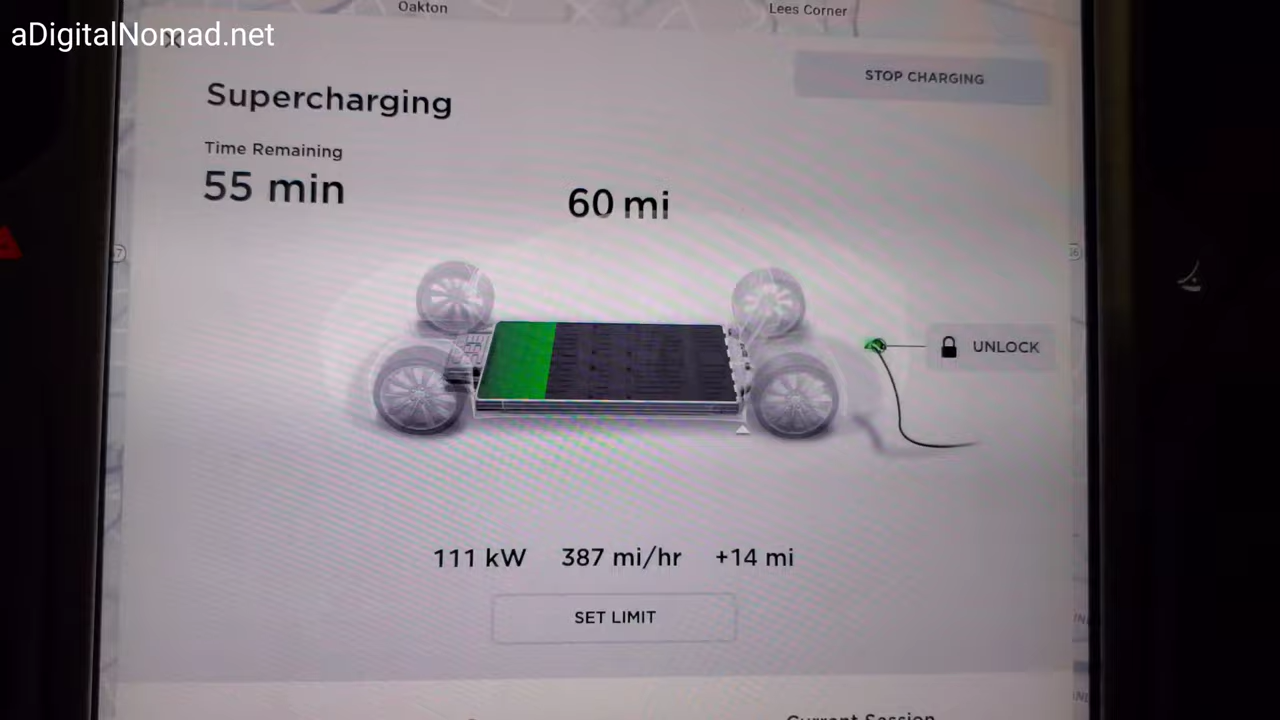 Oakton
Lees Corner
aDigitalNomad.net
STOP CHARGING
Supercharging
Time Remaining
55 min
60 mi
UNLOCK
111 kW 387 mi/hr +14 mi
SET LIMIT
Current Session